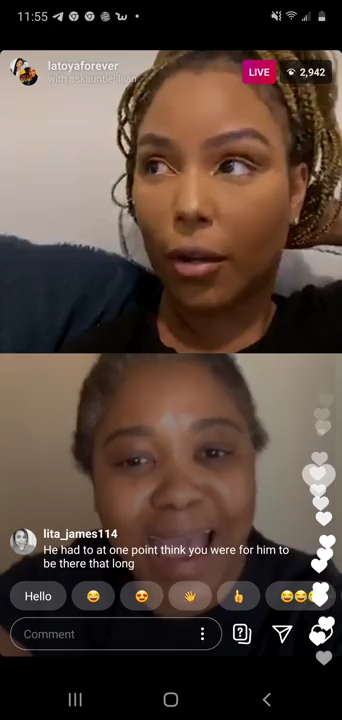 11:55
latoyaforever
with askauntiejillian
LIVE
2,942
lita_james114
He had to at one point think you were for him to
be there that long
Hello
Comment